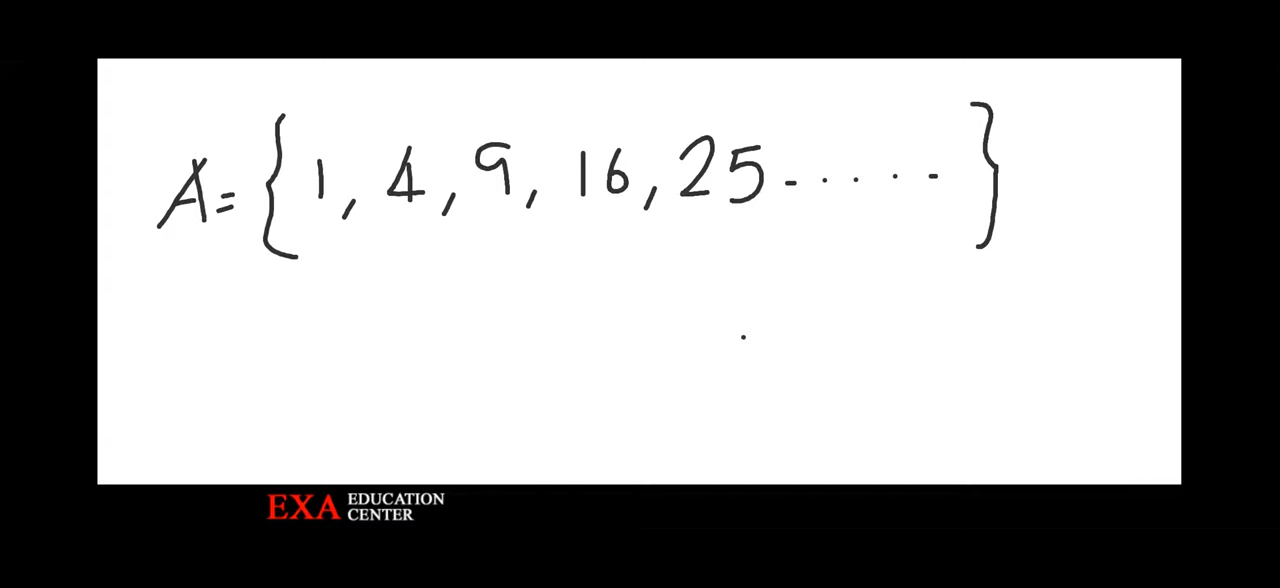 A= { 1, 4, 9, 16, 25 - . . . . - }
EXA EDUCATION
CENTER